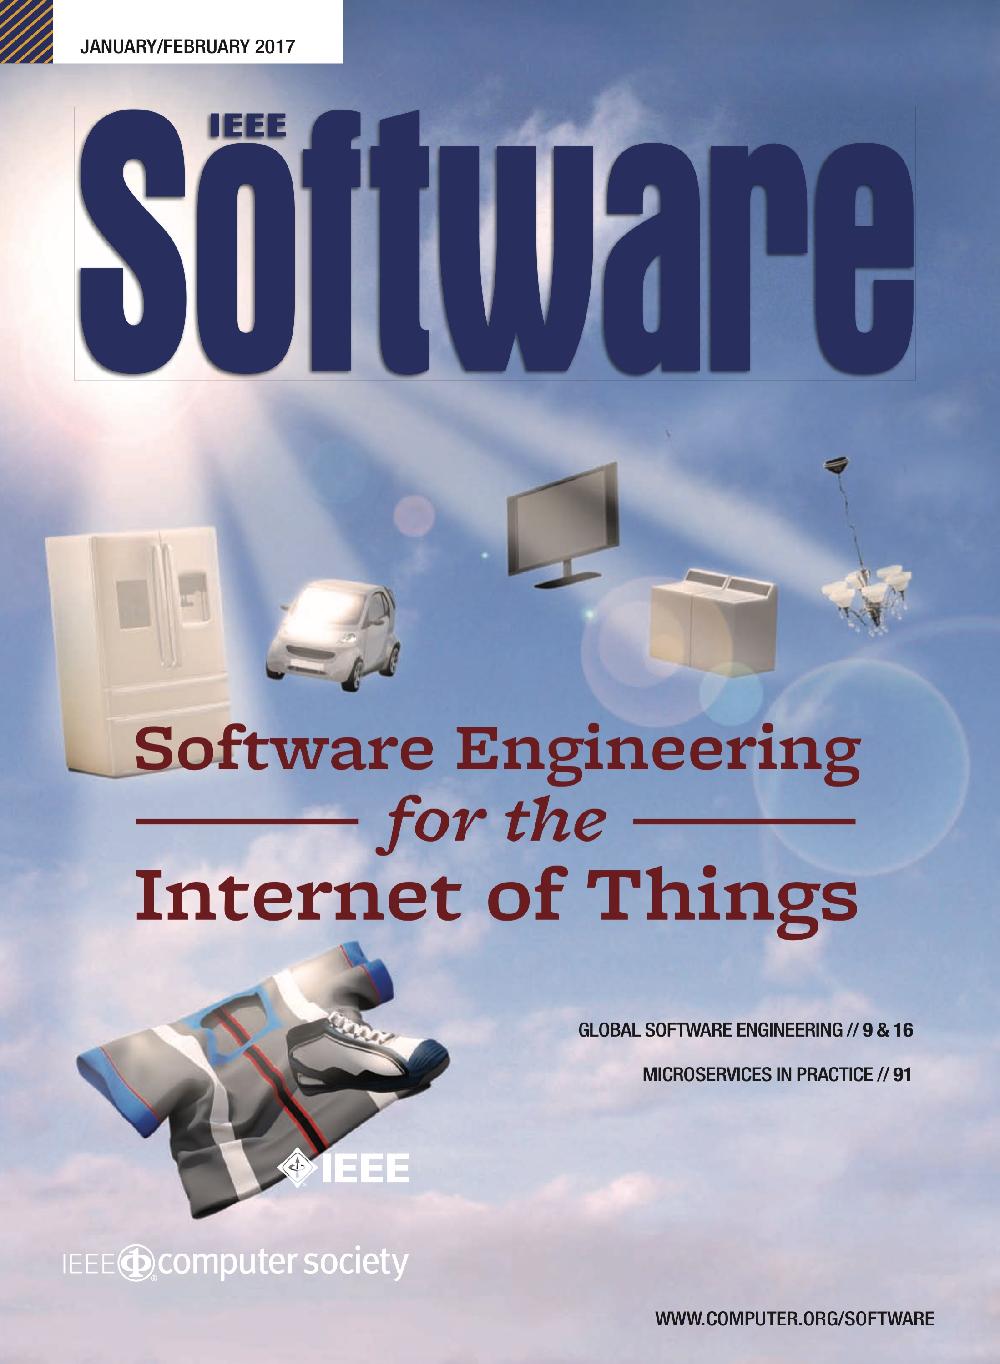 JANUARY/FEBRUARY 2017
IEEE
Software
Software Engineering
for the
Internet of Things
GLOBAL SOFTWARE ENGINEERING // 9 & 16
MICROSERVICES IN PRACTICE // 91
IEEE
IEEE computer society
WWW.COMPUTER.ORG/SOFTWARE